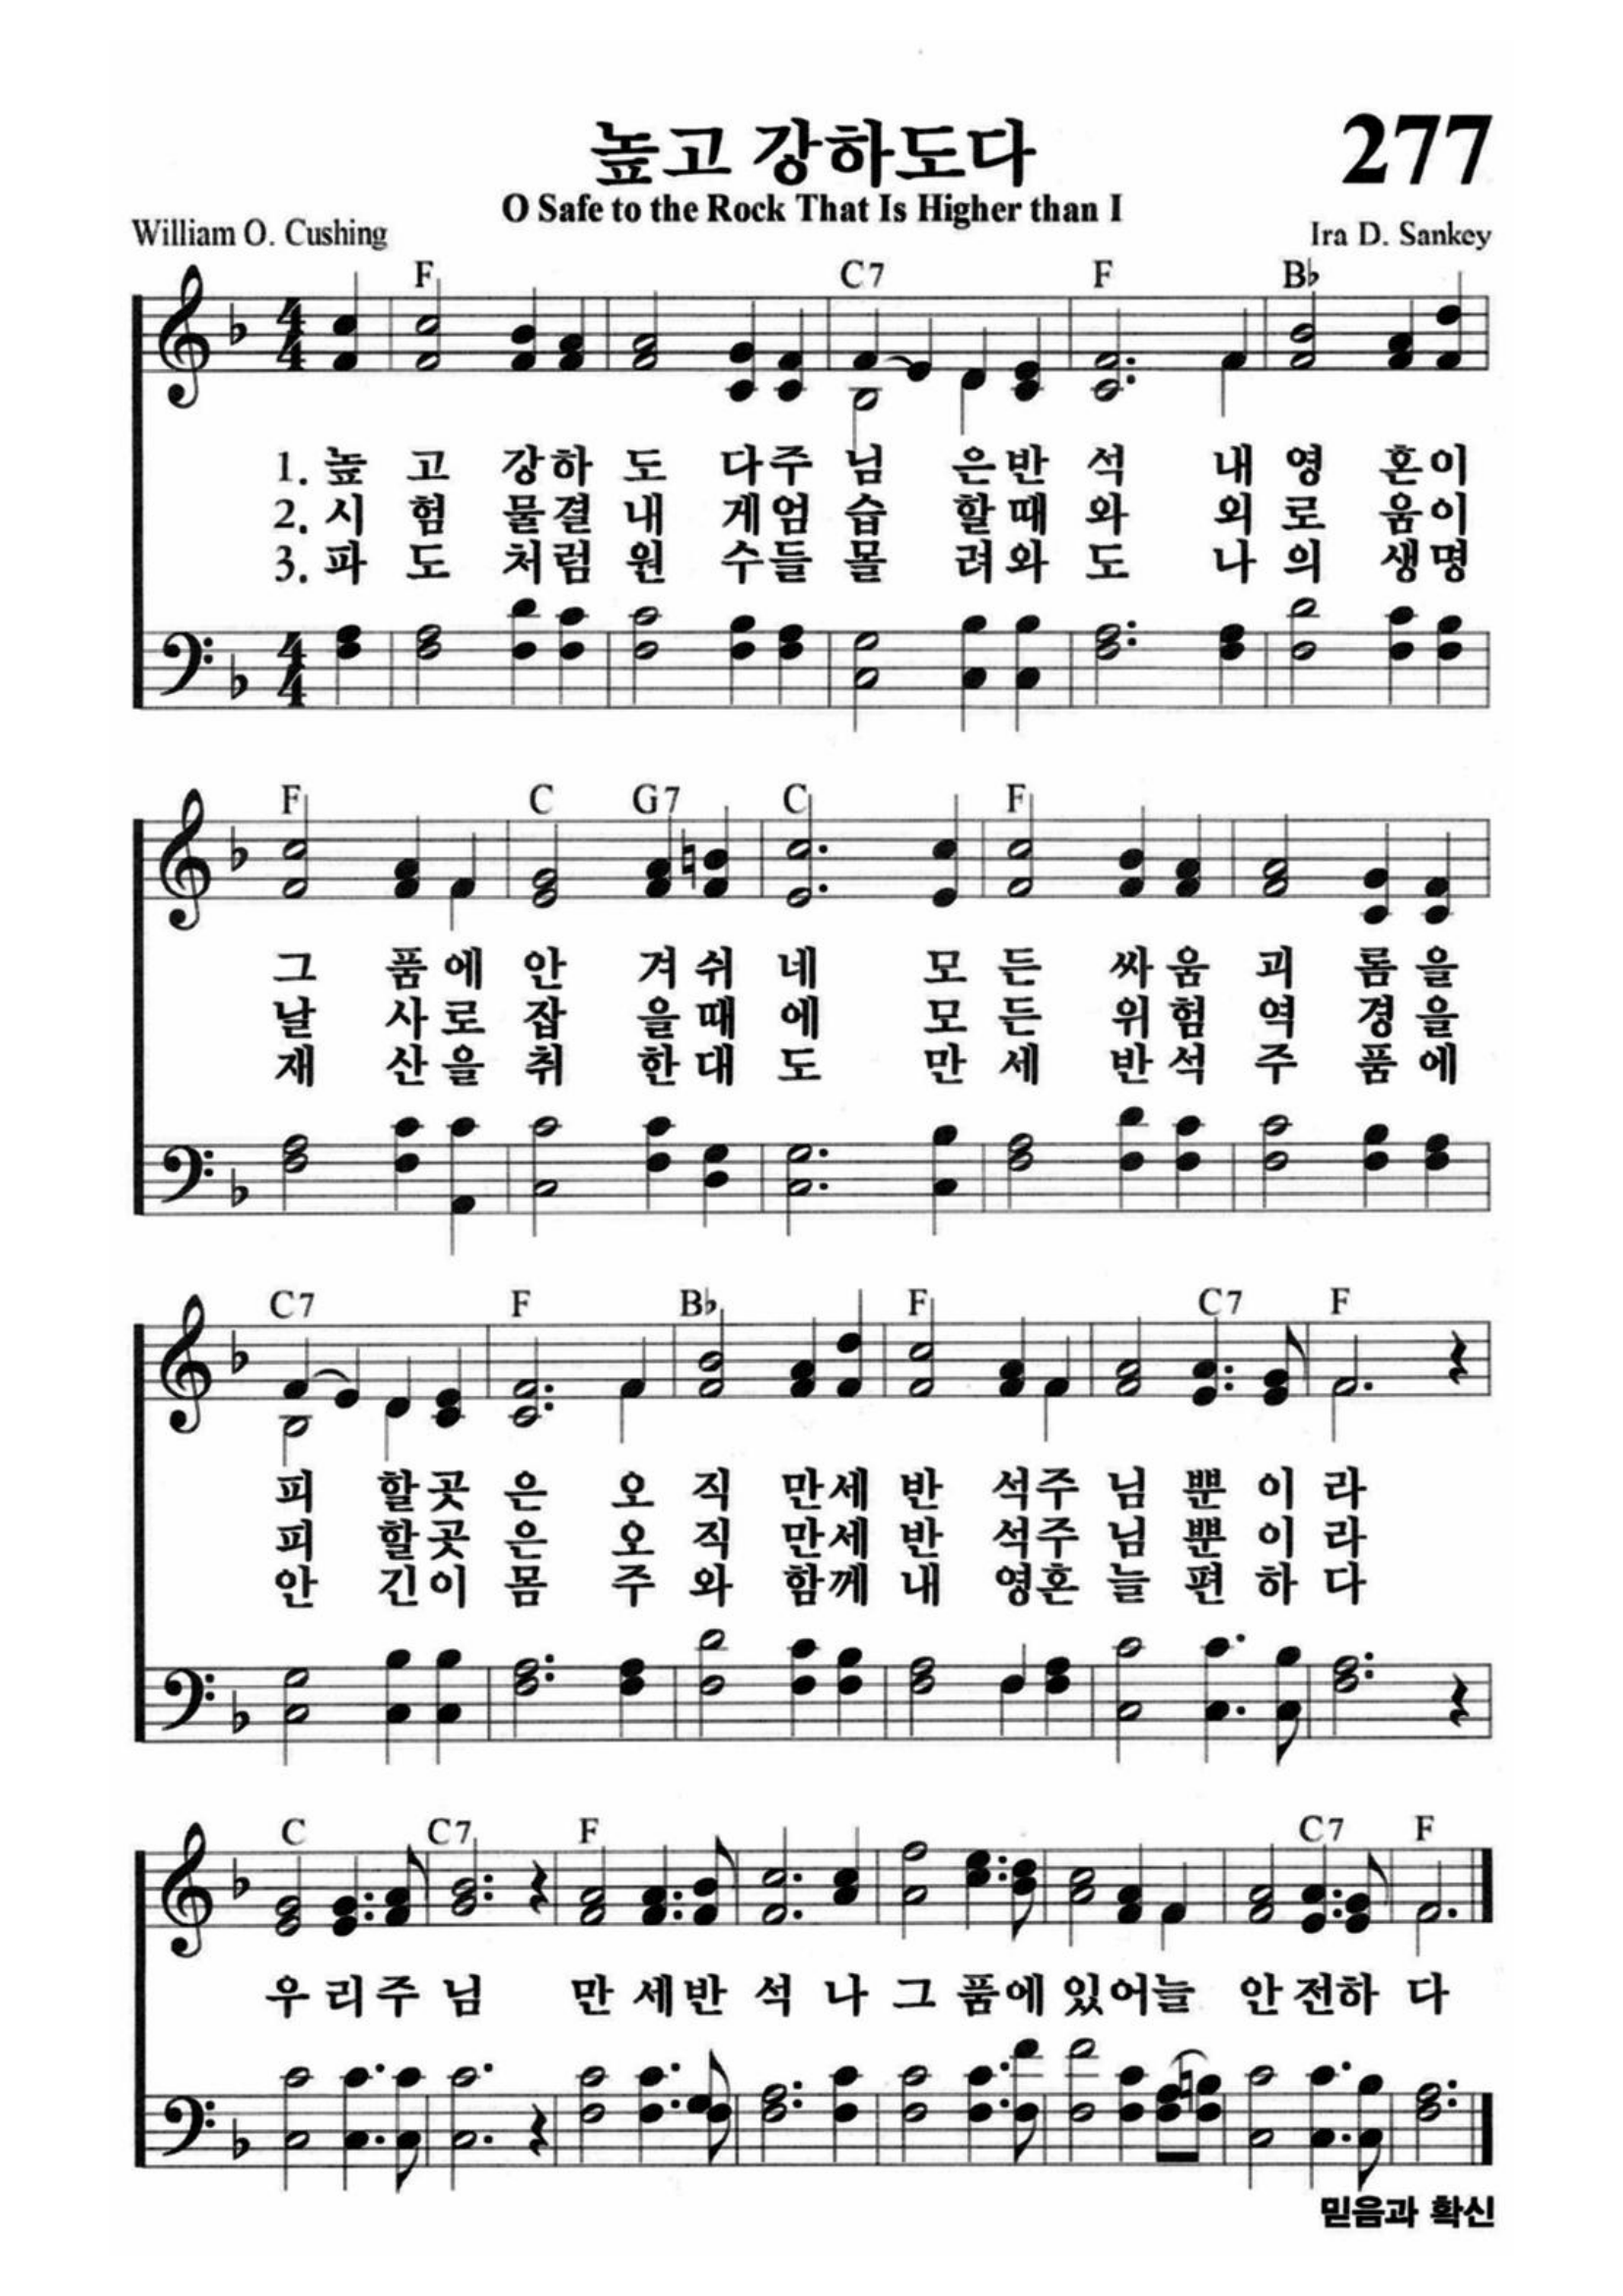 높고 강하도다
277
O Safe to the Rock That Is Higher than I
William O. Cushing
Ira D. Sankey
F C7 F B♭
4/4
1. 높 고 강하 도 다주 님 은반 석 내 영 혼이
2. 시 험 물결 내 게엄 습 할때 와 외 로 움이
3. 파 도 처럼 원 수들 몰 려와 도 나 의 생명
4/4
F C G7 C F
그 품에 안 겨쉬 네 모 든 싸움 괴 롬을
날 사로 잡 을때 에 모 든 위험 역 경을
재 산을 취 한대 도 만 세 반석 주 품에
C7 F B♭ F C7 F
피 할곳 은 오 직 만세 반 석주 님 뿐 이 라
피 할곳 은 오 직 만세 반 석주 님 뿐 이 라
안 긴이 몸 주 와 함께 내 영혼 늘 편 하 다
C C7 F C7 F
우 리주 님 만 세반 석 나 그 품에 있어늘 안 전하 다
믿음과 확신